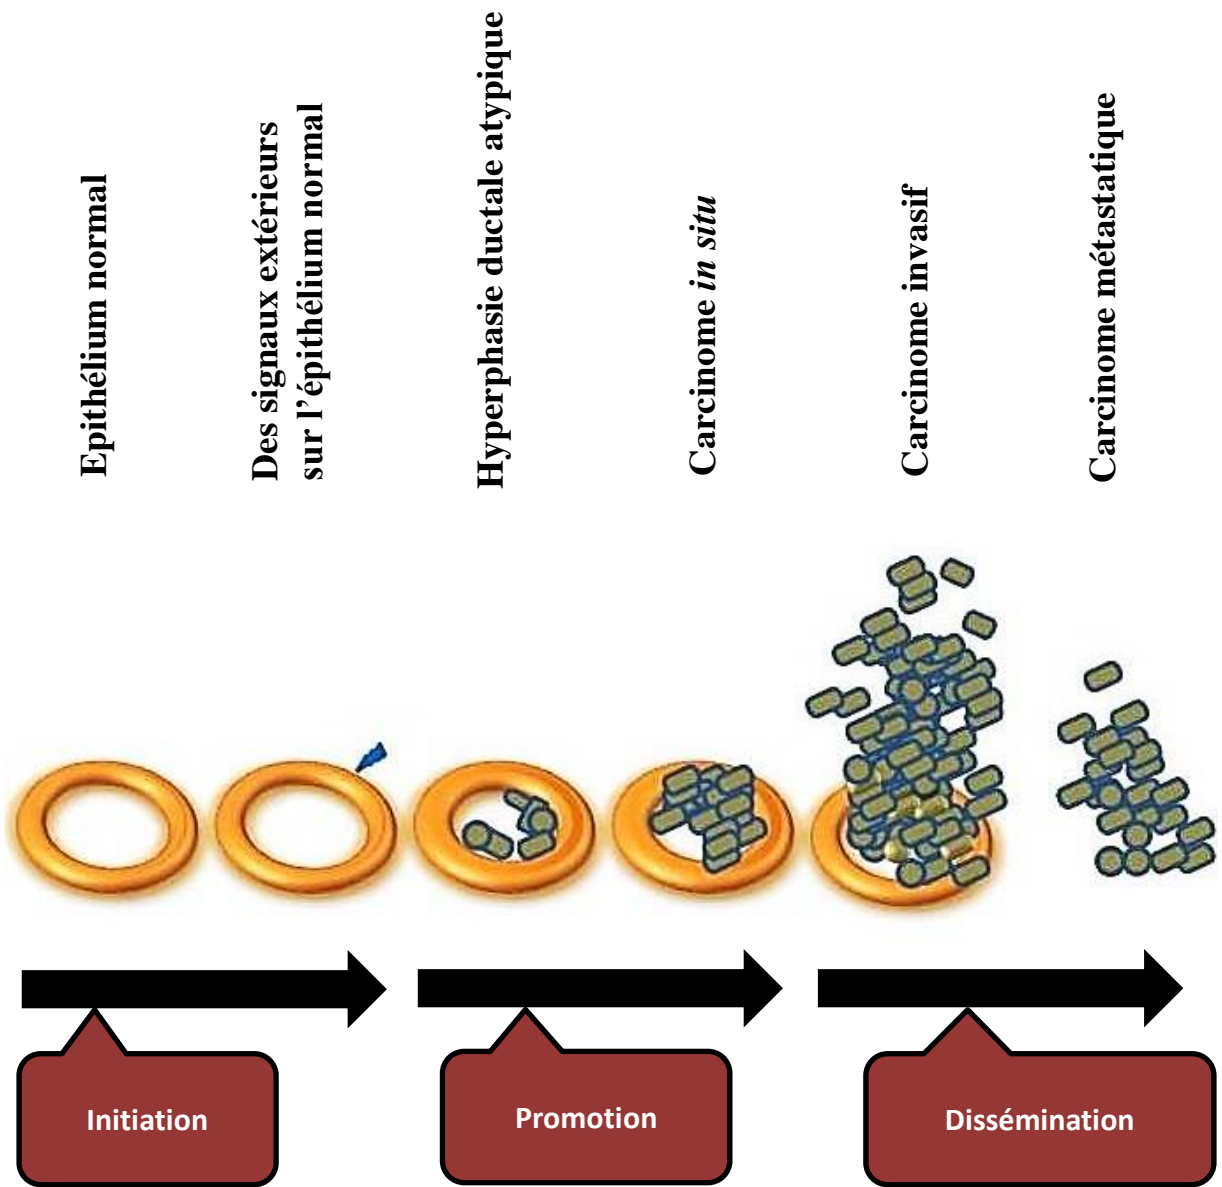 Epithélium normal
Des signaux extérieurs
sur l'épithélium normal
Hyperphasie ductale atypique
Carcinome in situ
Carcinome invasif
Carcinome métastatique
Initiation
Promotion
Dissémination